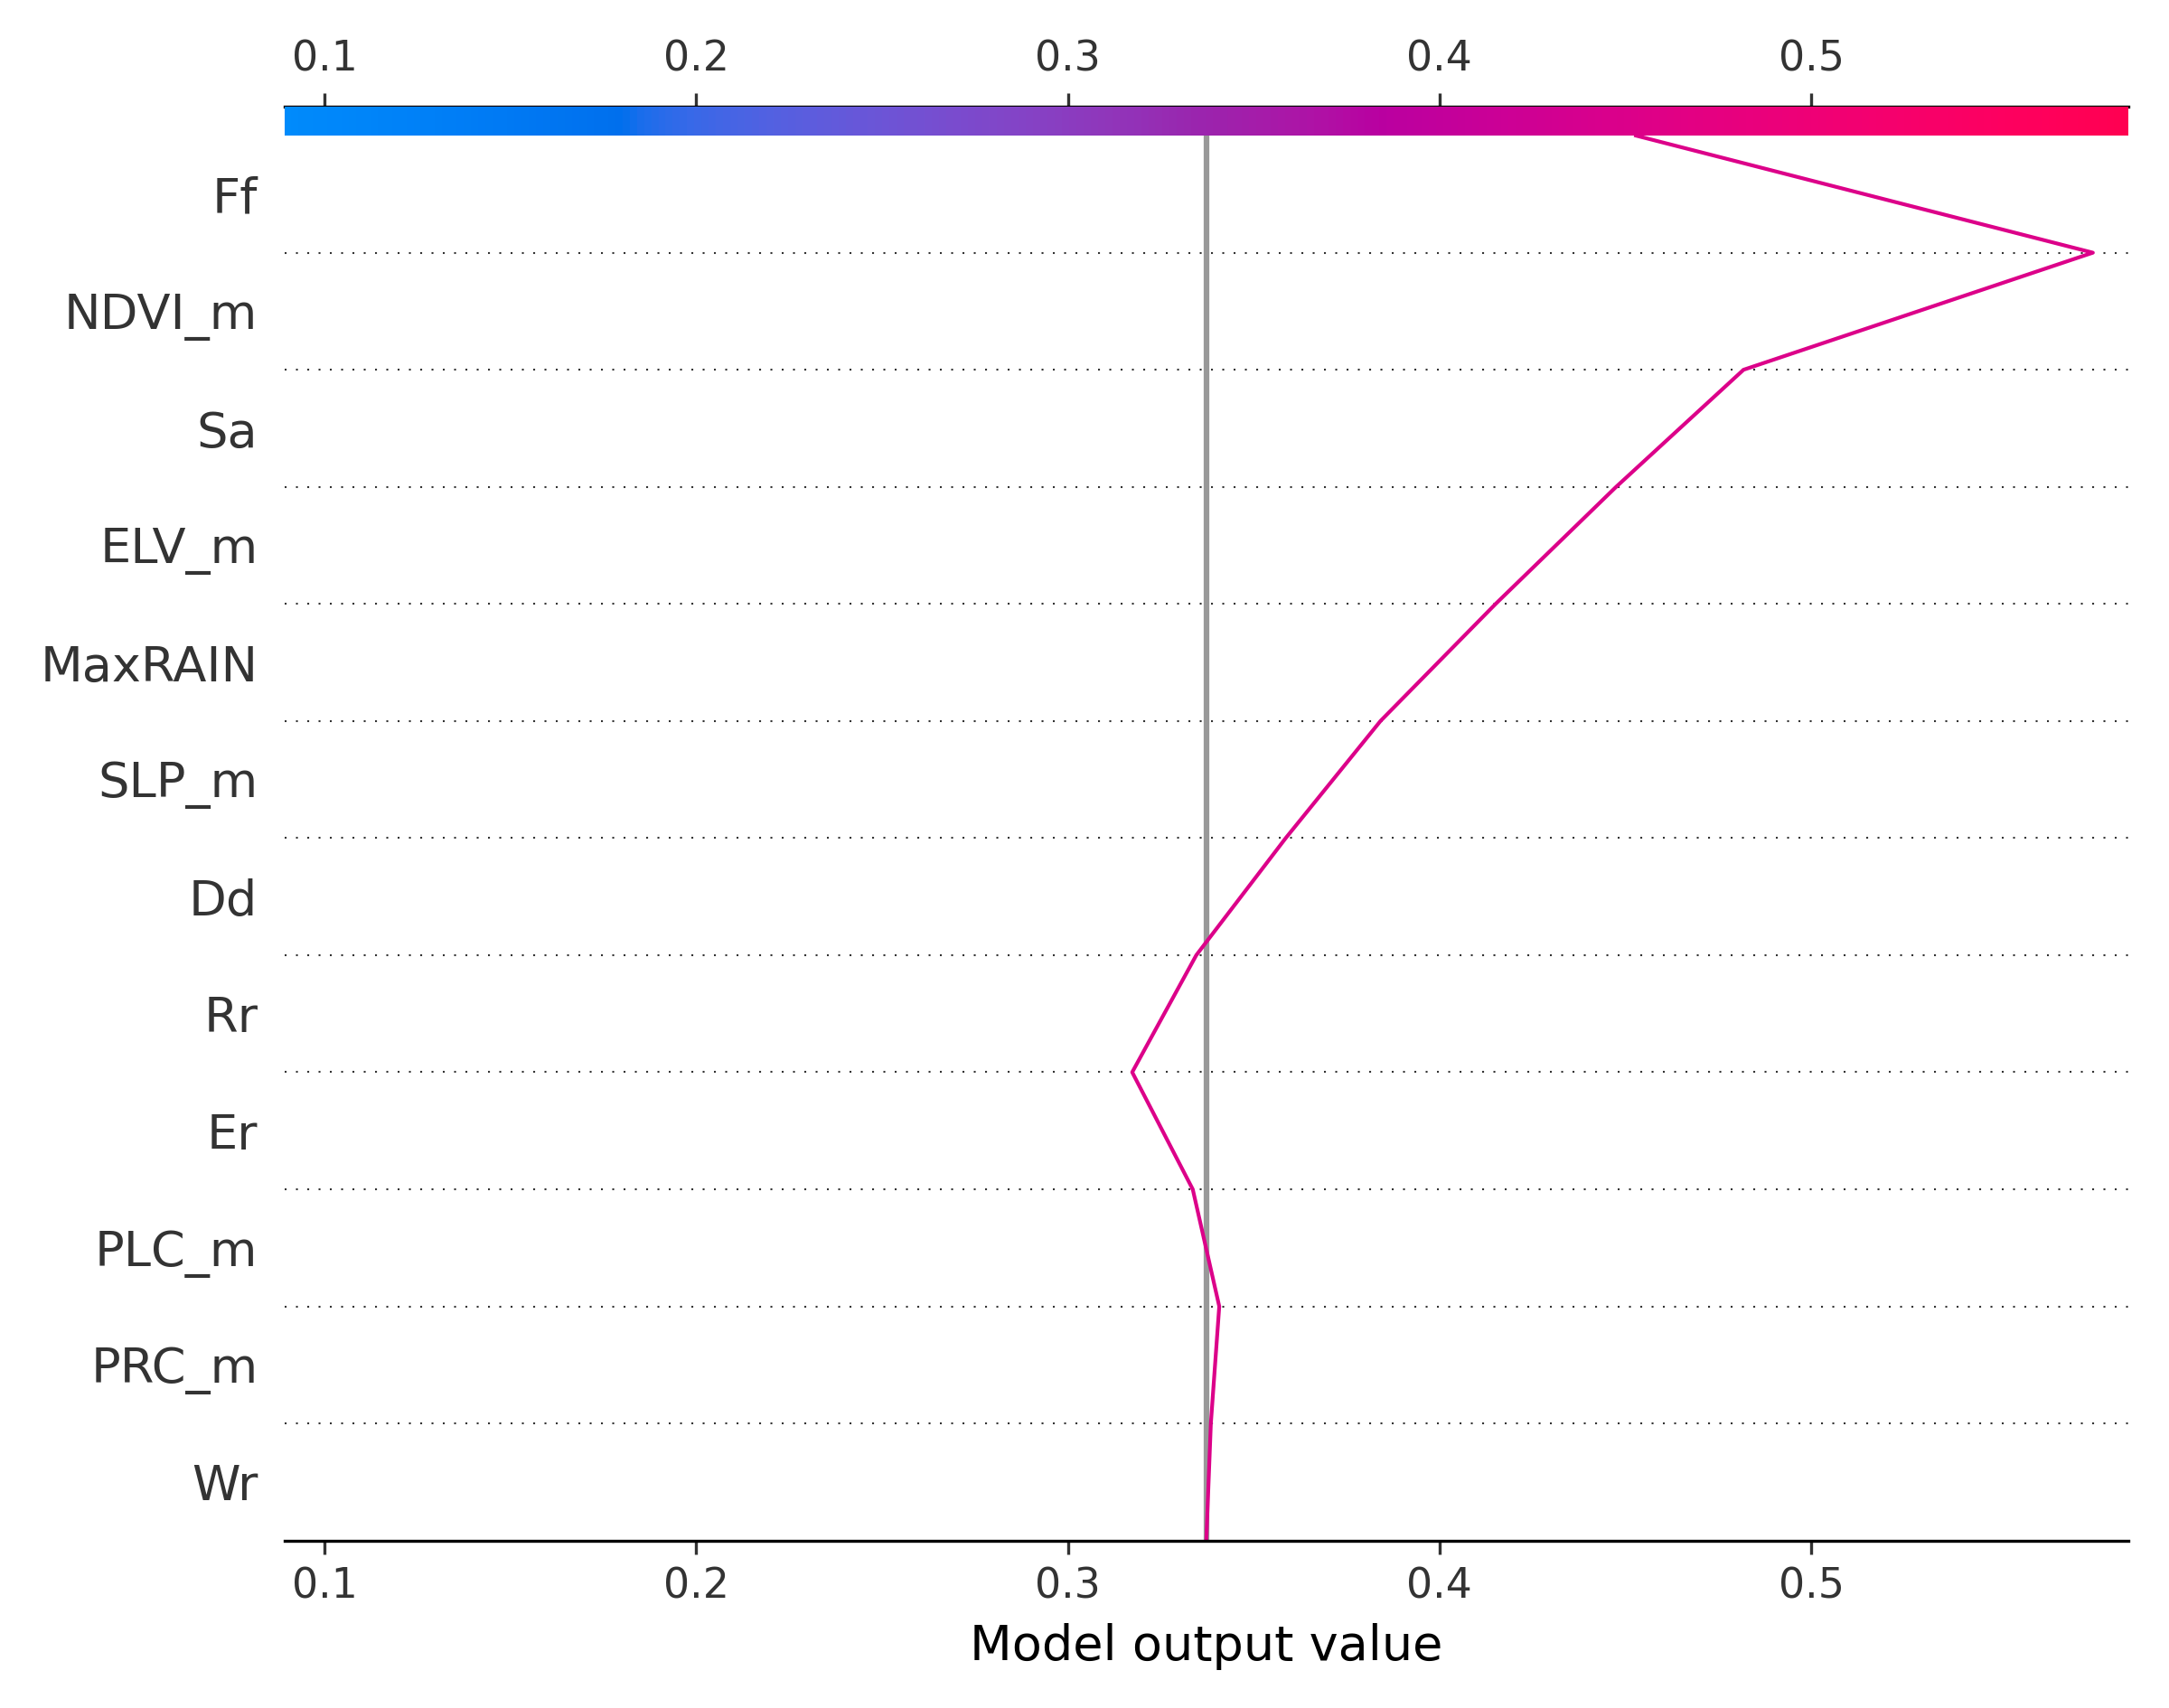 0.1 0.2 0.3 0.4 0.5
Ff
NDVI_m
Sa
ELV_m
MaxRAIN
SLP_m
Dd
Rr
Er
PLC_m
PRC_m
Wr
0.1 0.2 0.3 0.4 0.5
Model output value